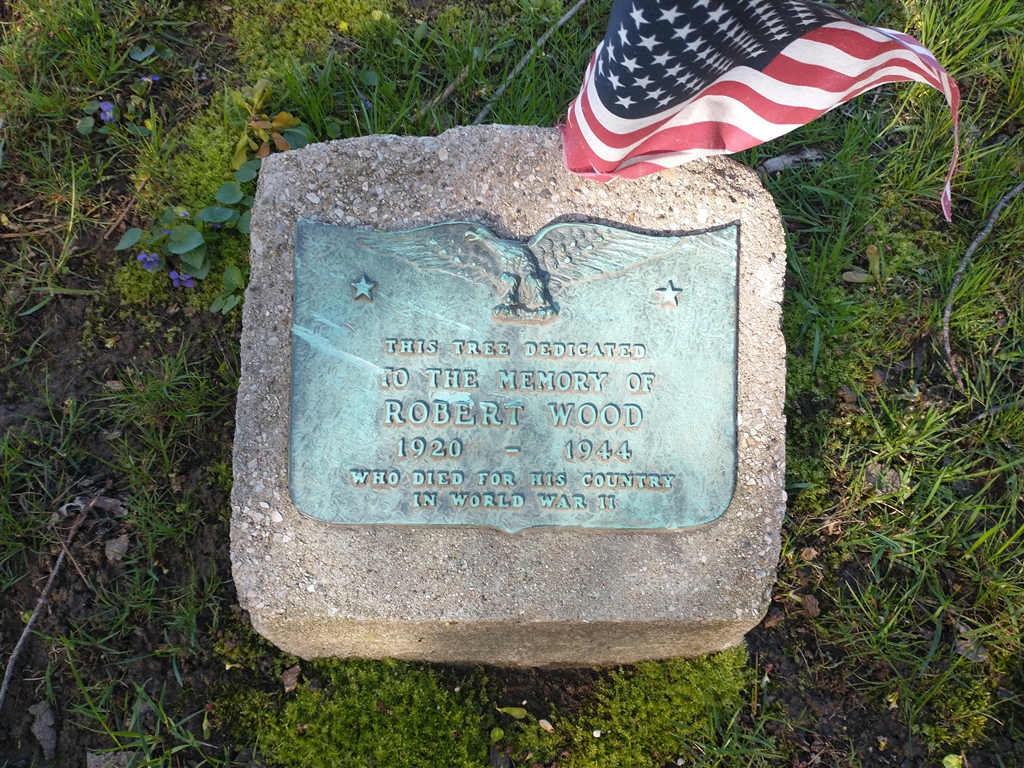 THIS TREE DEDICATED
TO THE MEMORY OF
ROBERT WOOD
1920 – 1944
WHO DIED FOR HIS COUNTRY
IN WORLD WAR II